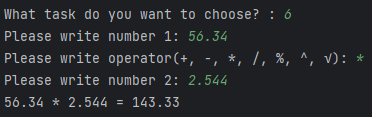 What task do you want to choose? : 6
Please write number 1: 56.34
Please write operator(+, -, *, /, %, ^, √): *
Please write number 2: 2.544
56.34 * 2.544 = 143.33